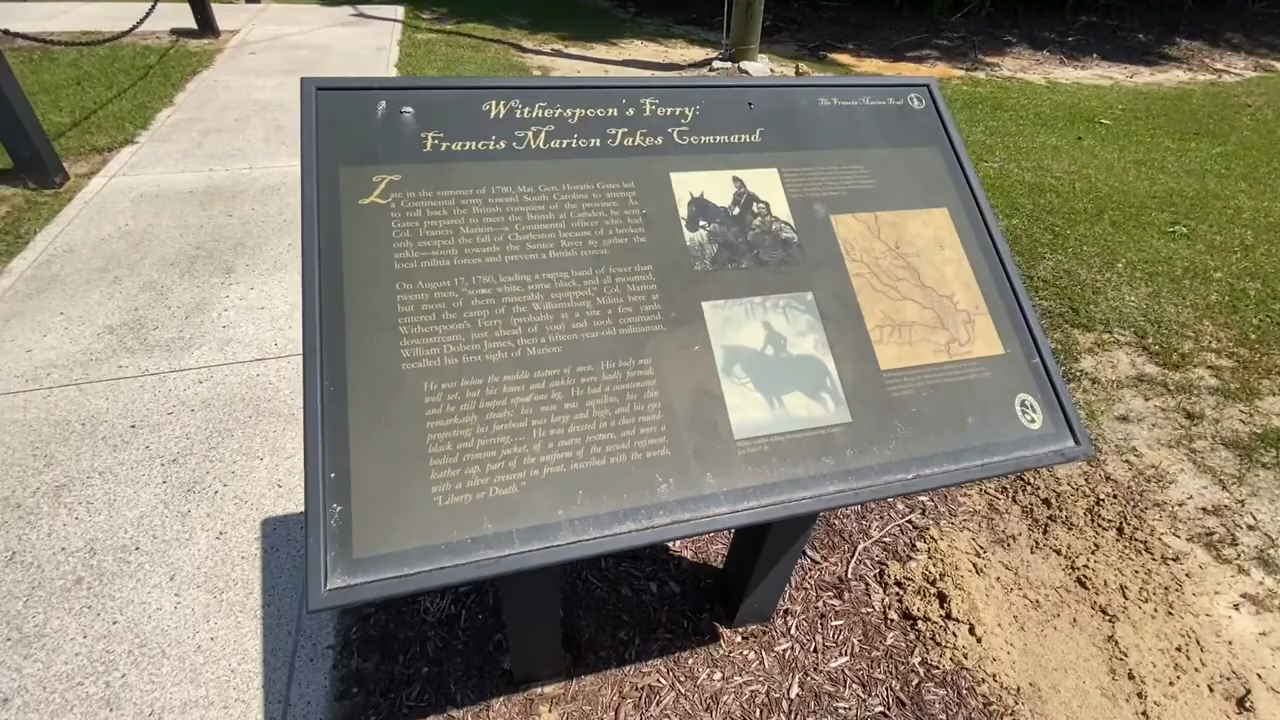 Witherspoon's Ferry:
Francis Marion Takes Command
The Francis Marion Trail
Late in the summer of 1780, Maj. Gen. Horatio Gates led
a Continental army toward South Carolina to attempt
to roll back the British conquest of the province. As
Gates prepared to meet the British at Camden, he sent
Col. Francis Marion—a Continental officer who had
only escaped the fall of Charleston because of a broken
ankle—south towards the Santee River to gather the
local militia forces and prevent a British retreat.
On August 17, 1780, leading a ragtag band of fewer than
twenty men, "some white, some black, and all mounted,
but most of them miserably equipped," Col. Marion
entered the camp of the Williamsburg Militia here at
Witherspoon's Ferry (probably at a site a few yards
downstream, just ahead of you) and took command.
William Dobein James, then a fifteen-year-old militiaman,
recalled his first sight of Marion:
He was below the middle stature of men. His body was
well set, but his knees and ankles were badly formed;
and he still limped upon one leg. He had a countenance
remarkably steady; his nose was aquiline, his chin
projecting; his forehead was large and high, and his eyes
black and piercing.... He was dressed in a close round-
bodied crimson jacket, of a coarse texture, and wore a
leather cap, part of the uniform of the second regiment,
with a silver crescent in front, inscribed with the words,
"Liberty or Death."